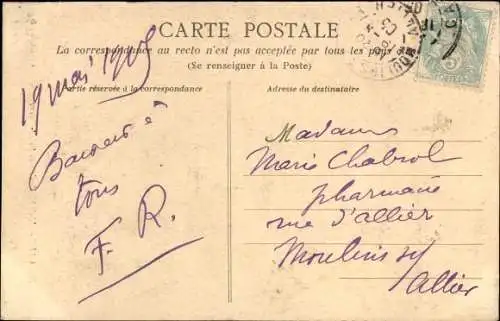 CARTE POSTALE
La correspondance au recto n'est pas acceptée par tous les pays
(Se renseigner à la Poste)
Partie réservée à la correspondance
19 mai 1908
à
tous
F. R.
Adresse du destinataire
Madame
Marie Chabrol
pharmacie
rue d'allier
Moulins s/
Allier